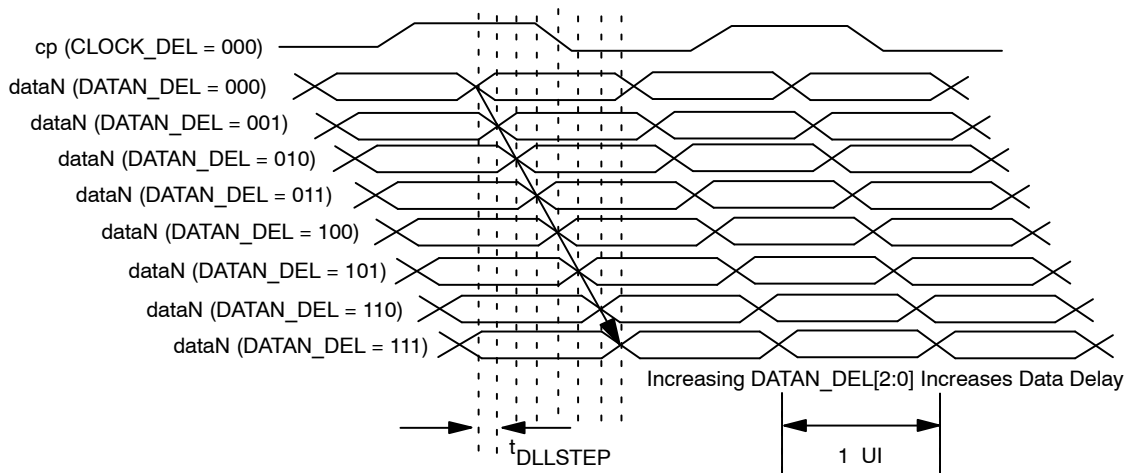 cp (CLOCK_DEL = 000)
dataN (DATAN_DEL = 000)
dataN (DATAN_DEL = 001)
dataN (DATAN_DEL = 010)
dataN (DATAN_DEL = 011)
dataN (DATAN_DEL = 100)
dataN (DATAN_DEL = 101)
dataN (DATAN_DEL = 110)
dataN (DATAN_DEL = 111)
Increasing DATAN_DEL[2:0] Increases Data Delay
tDLLSTEP
1 UI